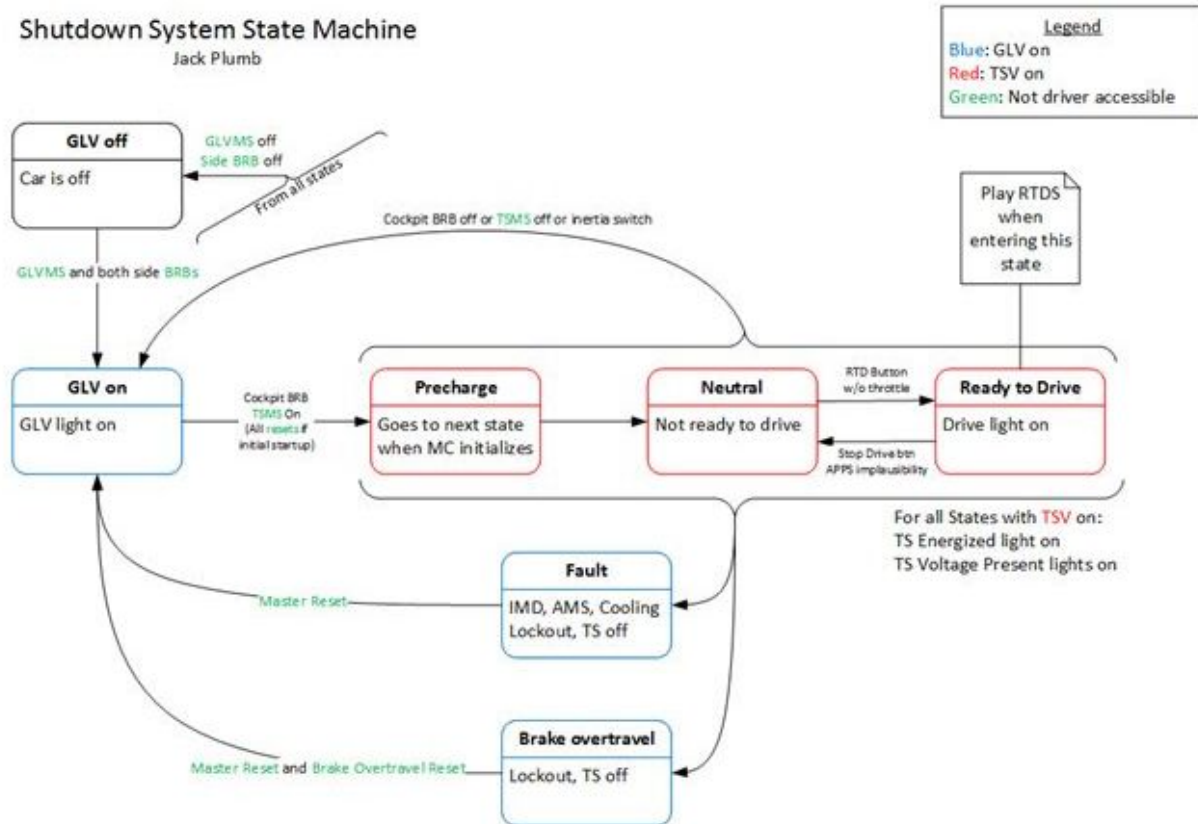 Shutdown System State Machine
Jack Plumb
Legend
Blue: GLV on
Red: TSV on
Green: Not driver accessible
GLV off
Car is off
GLVMS off
Side BRB off
From all states
GLVMS and both side BRBs
Cockpit BRB off or TSMS off or inertia switch
Play RTDS
when
entering this
state
GLV on
GLV light on
Cockpit BRB
TSMS On
(All resets if
initial startup)
Precharge
Goes to next state
when MC initializes
Neutral
Not ready to drive
RTD Button
w/o throttle
Stop Drive btn
APPS implausibility
Ready to Drive
Drive light on
For all States with TSV on:
TS Energized light on
TS Voltage Present lights on
Fault
IMD, AMS, Cooling
Lockout, TS off
Master Reset
Brake overtravel
Lockout, TS off
Master Reset and Brake Overtravel Reset